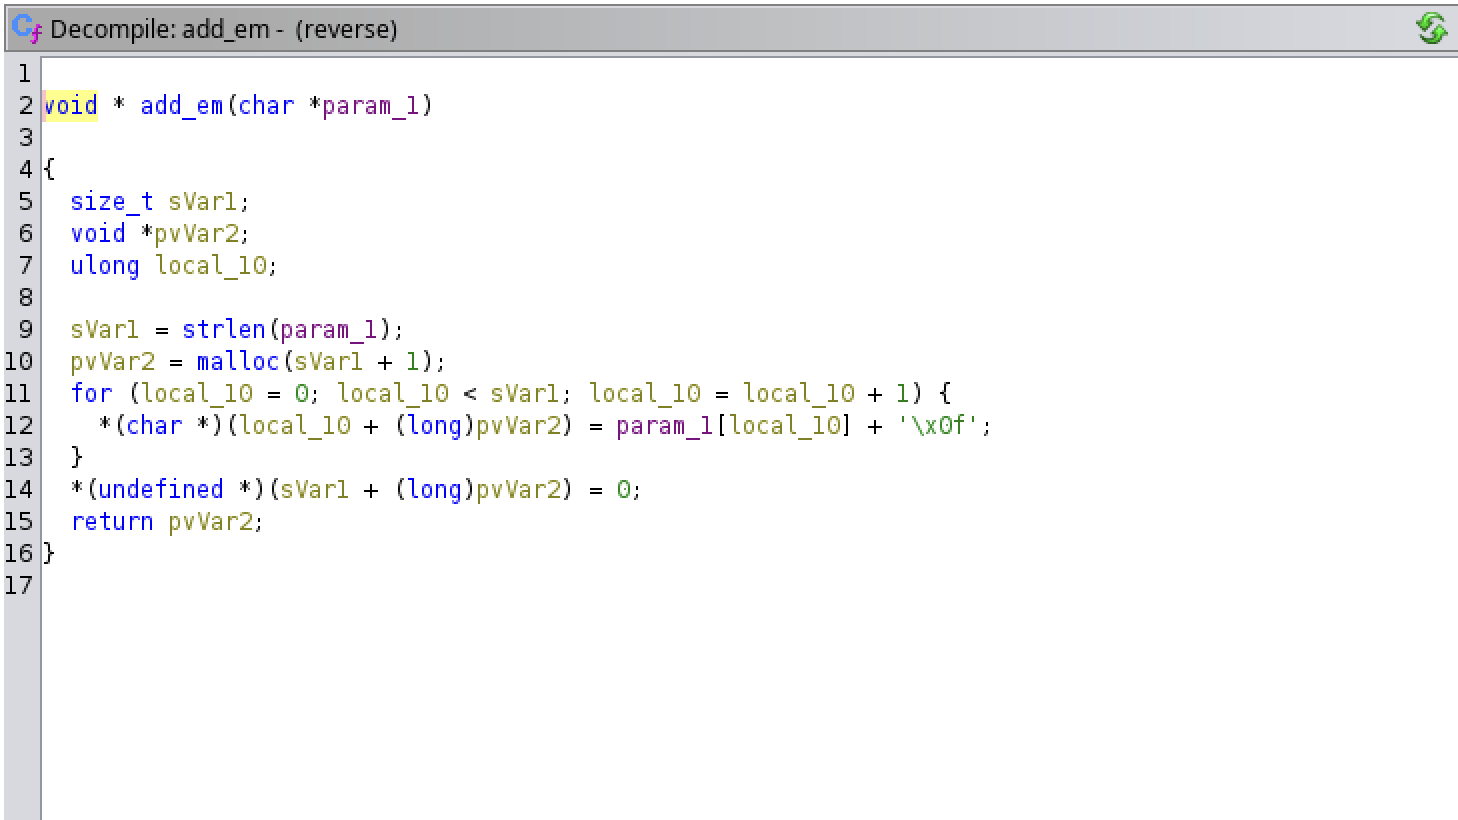 Decompile: add_em - (reverse)
1
2 void * add_em(char *param_1)
3
4 {
5   size_t sVar1;
6   void *pvVar2;
7   ulong local_10;
8
9   sVar1 = strlen(param_1);
10   pvVar2 = malloc(sVar1 + 1);
11   for (local_10 = 0; local_10 < sVar1; local_10 = local_10 + 1) {
12     *(char *)(local_10 + (long)pvVar2) = param_1[local_10] + '\x0f';
13   }
14   *(undefined *)(sVar1 + (long)pvVar2) = 0;
15   return pvVar2;
16 }
17